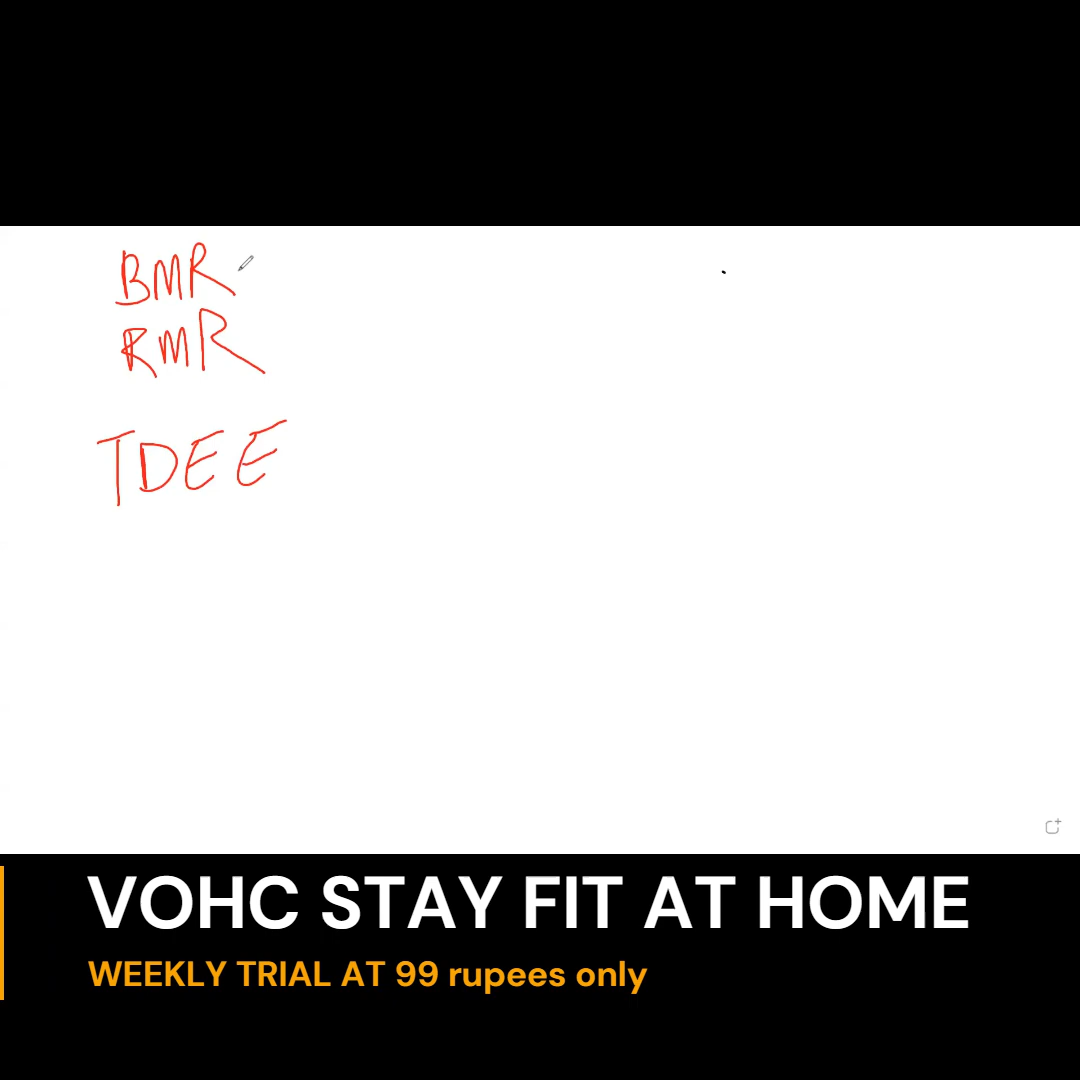 BMR
RMR
TDEE
VOHC STAY FIT AT HOME
WEEKLY TRIAL AT 99 rupees only